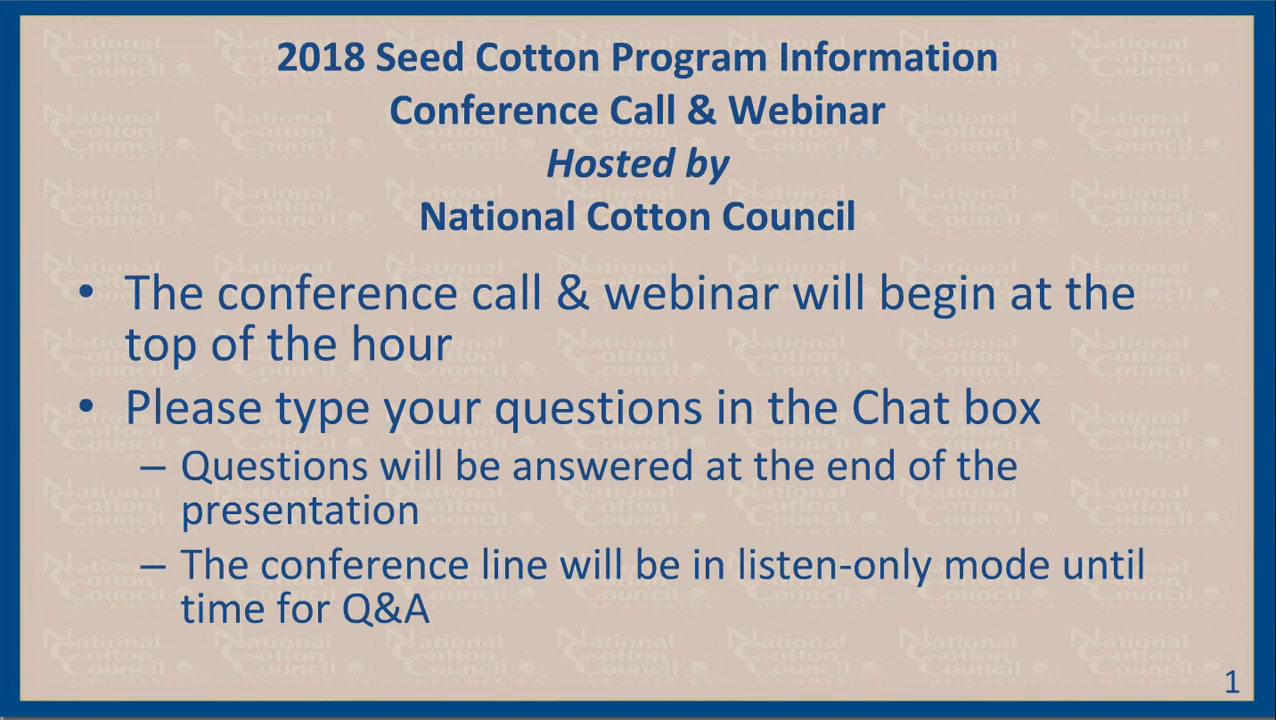 2018 Seed Cotton Program Information
Conference Call & Webinar
Hosted by
National Cotton Council
• The conference call & webinar will begin at the
top of the hour
• Please type your questions in the Chat box
– Questions will be answered at the end of the
presentation
– The conference line will be in listen-only mode until
time for Q&A
1